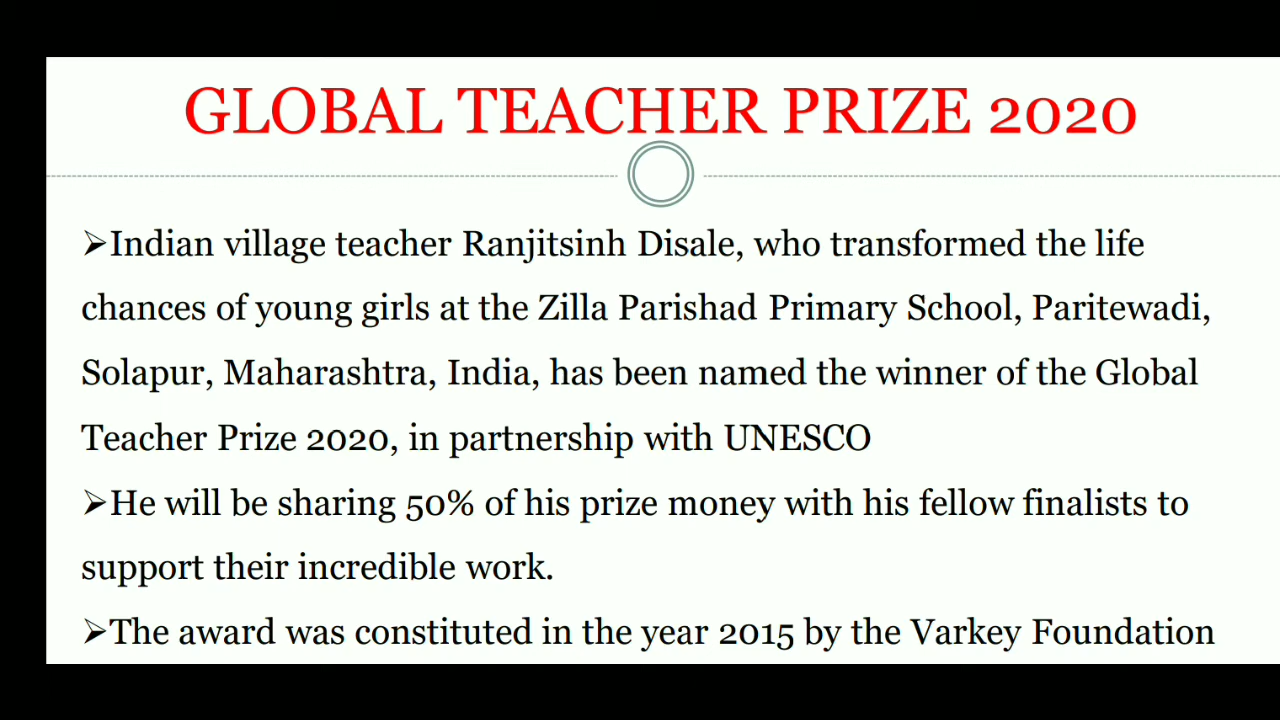 GLOBAL TEACHER PRIZE 2020
➢Indian village teacher Ranjitsinh Disale, who transformed the life
chances of young girls at the Zilla Parishad Primary School, Paritewadi,
Solapur, Maharashtra, India, has been named the winner of the Global
Teacher Prize 2020, in partnership with UNESCO
➢He will be sharing 50% of his prize money with his fellow finalists to
support their incredible work.
➢The award was constituted in the year 2015 by the Varkey Foundation